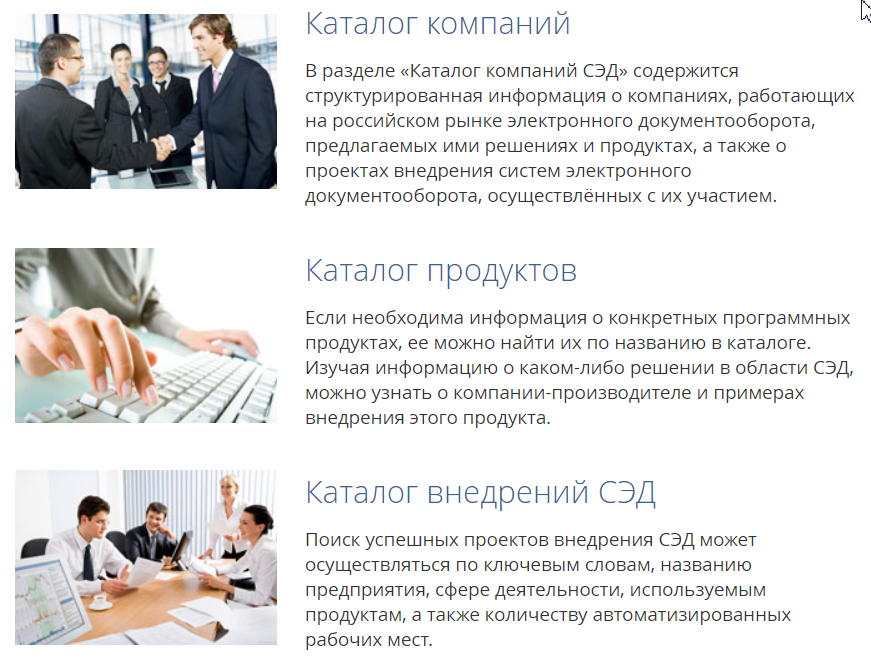 Каталог компаний
В разделе «Каталог компаний СЭД» содержится
структурированная информация о компаниях, работающих
на российском рынке электронного документооборота,
предлагаемых ими решениях и продуктах, а также о
проектах внедрения систем электронного
документооборота, осуществлённых с их участием.
Каталог продуктов
Если необходима информация о конкретных программных
продуктах, ее можно найти их по названию в каталоге.
Изучая информацию о каком-либо решении в области СЭД,
можно узнать о компании-производителе и примерах
внедрения этого продукта.
Каталог внедрений СЭД
Поиск успешных проектов внедрения СЭД может
осуществляться по ключевым словам, названию
предприятия, сфере деятельности, используемым
продуктам, а также количеству автоматизированных
рабочих мест.